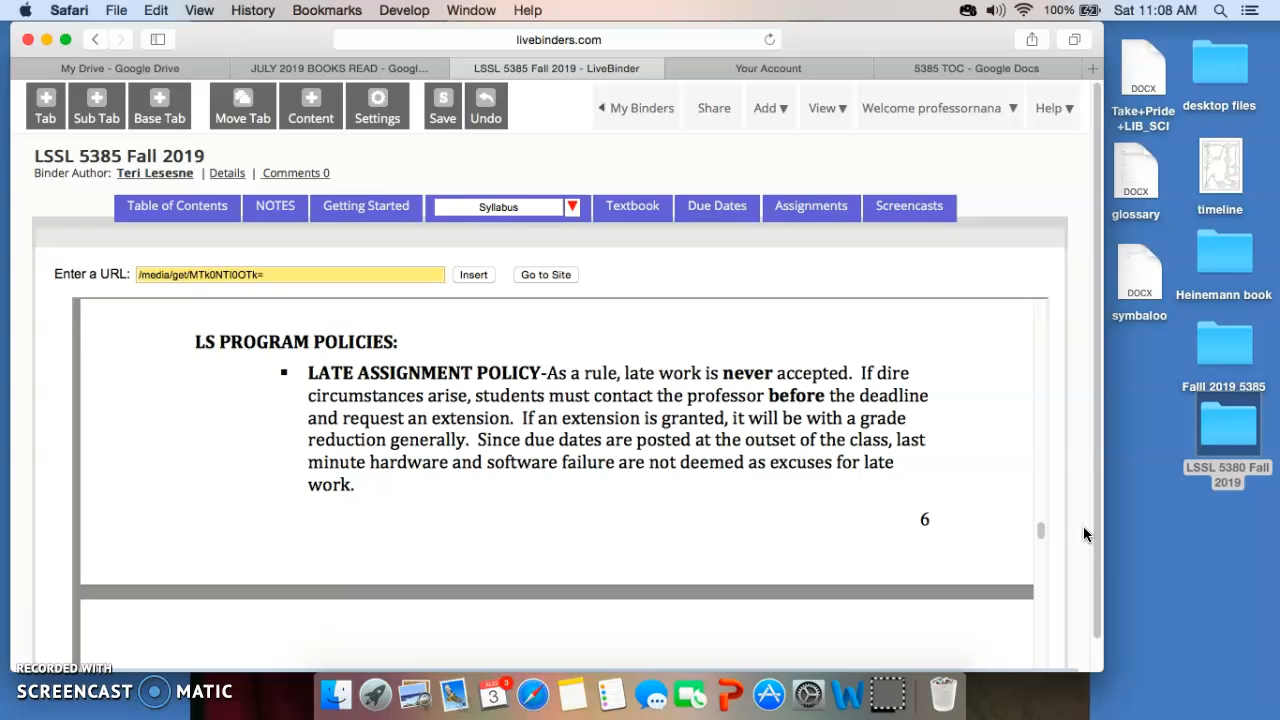 Safari File Edit View History Bookmarks Develop Window Help 100% Sat 11:08 AM
livebinders.com
My Drive - Google Drive JULY 2019 BOOKS READ - Googl... LSSL 5385 Fall 2019 - LiveBinder Your Account 5385 TOC - Google Docs
Tab Sub Tab Base Tab Move Tab Content Settings Save Undo My Binders Share Add View Welcome professornana Help
LSSL 5385 Fall 2019
Binder Author: Teri Lesesne | Details | Comments 0
Table of Contents NOTES Getting Started Syllabus Textbook Due Dates Assignments Screencasts
Enter a URL: /media/get/MTk0NTI0OTk= Insert Go to Site
LS PROGRAM POLICIES:
▪ LATE ASSIGNMENT POLICY-As a rule, late work is never accepted. If dire
circumstances arise, students must contact the professor before the deadline
and request an extension. If an extension is granted, it will be with a grade
reduction generally. Since due dates are posted at the outset of the class, last
minute hardware and software failure are not deemed as excuses for late
work.
6
DOCX
Take+Pride
+LIB_SCI
desktop files
DOCX
glossary
timeline
DOCX
symbaloo
Heinemann book
Falll 2019 5385
LSSL 5380 Fall
2019
RECORDED WITH
SCREENCAST MATIC
AUG 3
3